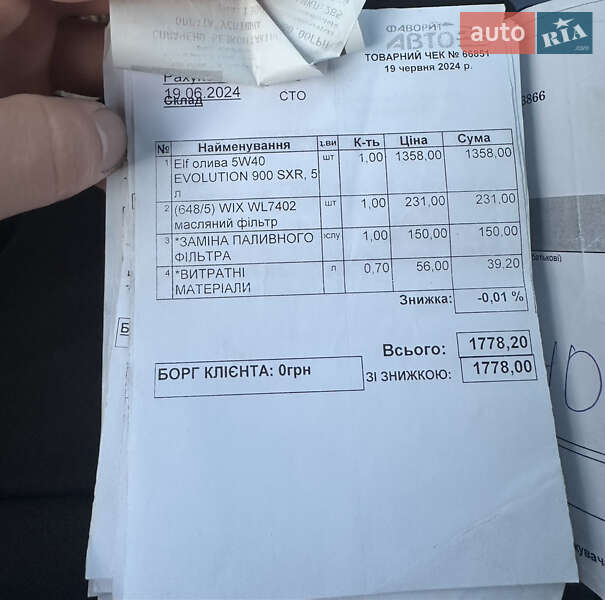 ОПЛАТА УСПІШНА
ФАВОРИТ
АВТО
auto RIA
ТОВАРНИЙ ЧЕК № 66851
19 червня 2024 р.
19.06.2024
Склад
СТО
3866
№ Найменування К-ть Ціна Сума
1 Elf олива 5W40 шт 1,00 1358,00 1358,00
EVOLUTION 900 SXR, 5
л
2 (648/5) WIX WL7402 шт 1,00 231,00 231,00
масляний фільтр
3 *ЗАМІНА ПАЛИВНОГО 1,00 150,00 150,00
ФІЛЬТРА
4 *ВИТРАТНІ л 0,70 56,00 39,20
МАТЕРІАЛИ
Знижка: -0,01 %
Всього: 1778,20
БОРГ КЛІЄНТА: 0грн
ЗІ ЗНИЖКОЮ: 1778,00